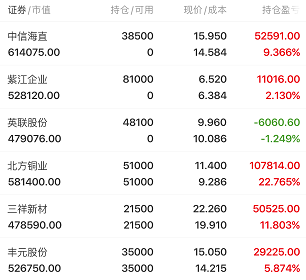 证券/市值 持仓/可用 现价/成本 持仓盈亏
中信海直 38500 15.950 52591.00
614075.00 0 14.584 9.366%
紫江企业 81000 6.520 11016.00
528120.00 0 6.384 2.130%
英联股份 48100 9.960 -6060.60
479076.00 0 10.086 -1.249%
北方铜业 51000 11.400 107814.00
581400.00 51000 9.286 22.765%
三祥新材 21500 22.260 50525.00
478590.00 21500 19.910 11.803%
丰元股份 35000 15.050 29225.00
526750.00 35000 14.215 5.874%